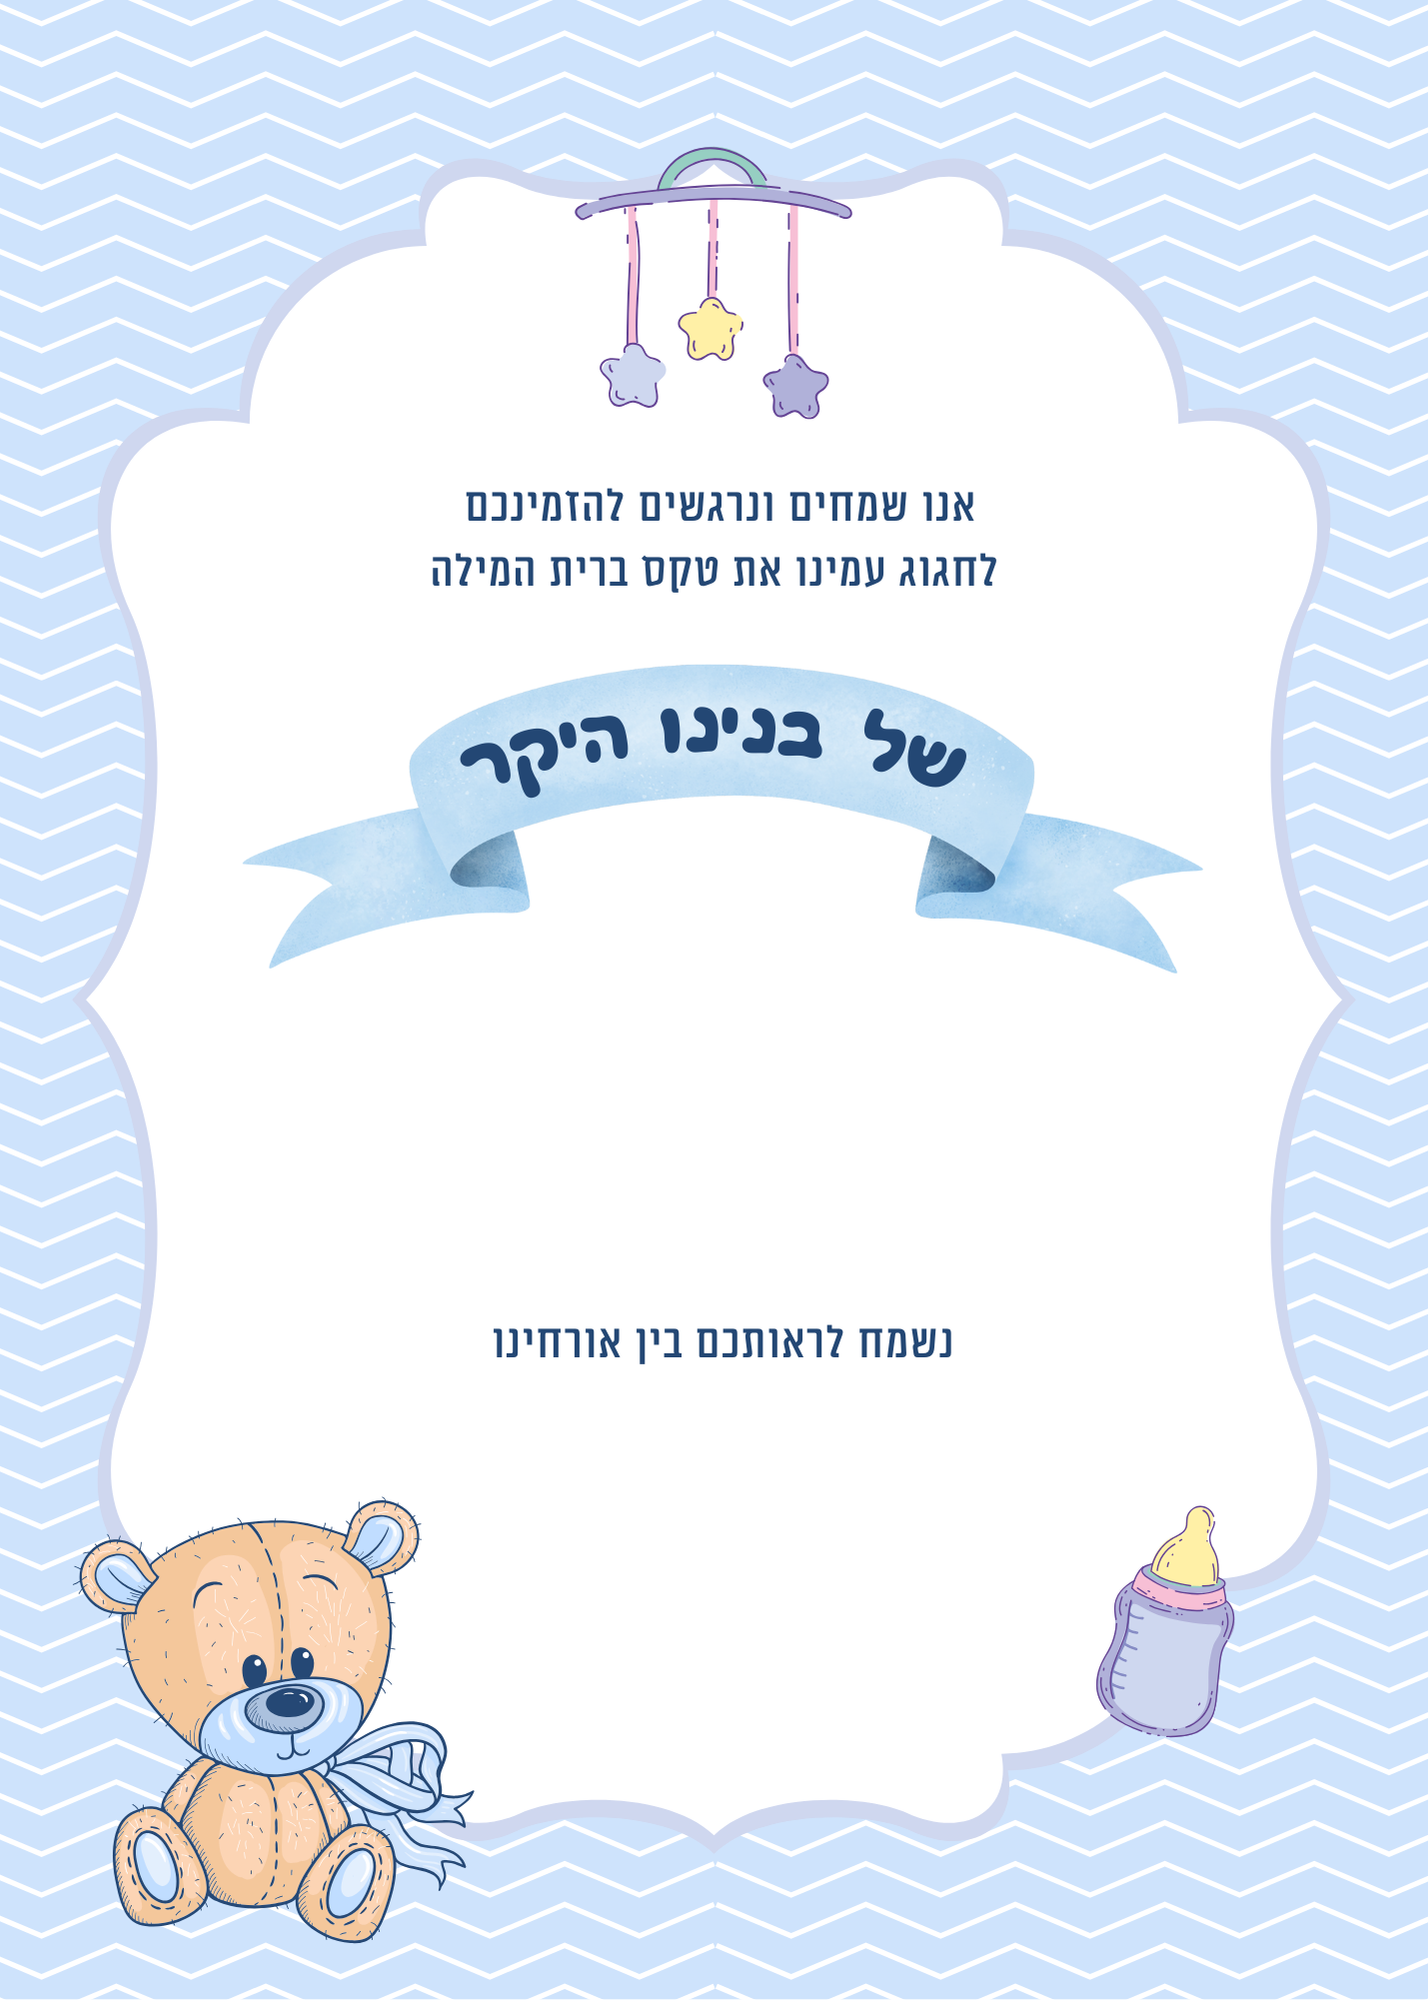 אנו שמחים ונרגשים להזמינכם
לחגוג עמינו את טקס ברית המילה
של בנינו היקר
נשמח לראותכם בין אורחינו